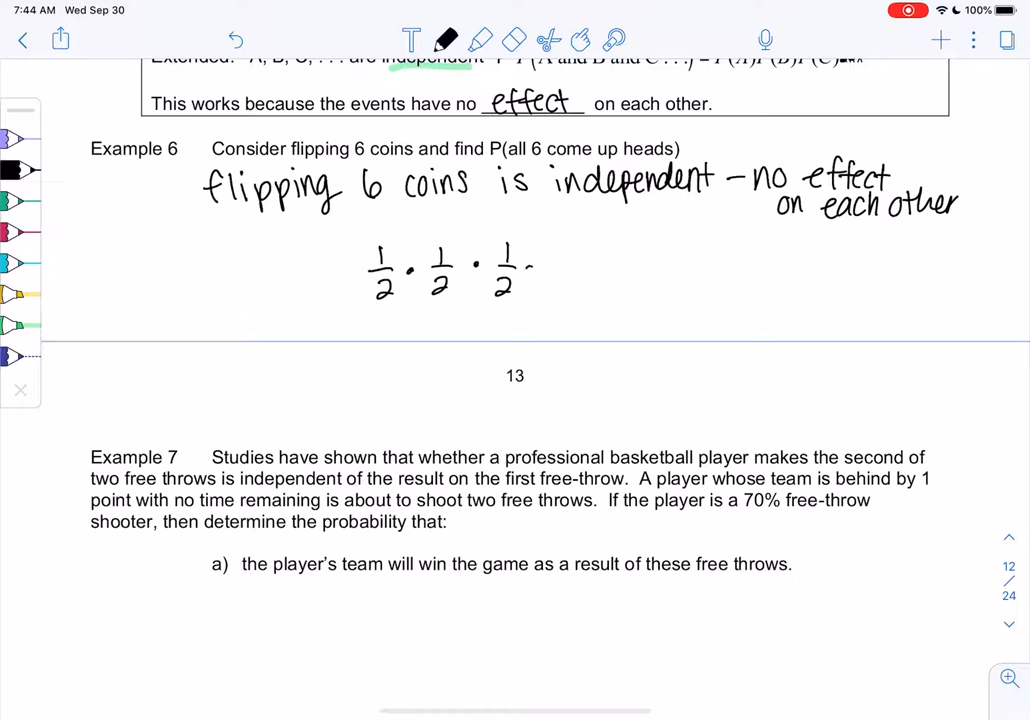 7:44 AM Wed Sep 30
100%
Extended: A, B, C, . . . are independent
This works because the events have no effect on each other.
Example 6 Consider flipping 6 coins and find P(all 6 come up heads)
flipping 6 coins is independent – no effect
on each other
1/2 · 1/2 · 1/2 ·
13
Example 7 Studies have shown that whether a professional basketball player makes the second of
two free throws is independent of the result on the first free-throw. A player whose team is behind by 1
point with no time remaining is about to shoot two free throws. If the player is a 70% free-throw
shooter, then determine the probability that:
a) the player's team will win the game as a result of these free throws.
12
/
24